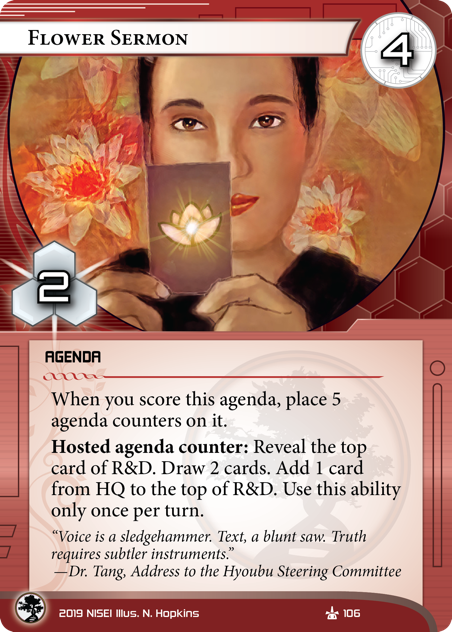 Flower Sermon
4
2
AGENDA
When you score this agenda, place 5
agenda counters on it.
Hosted agenda counter: Reveal the top
card of R&D. Draw 2 cards. Add 1 card
from HQ to the top of R&D. Use this ability
only once per turn.
“Voice is a sledgehammer. Text, a blunt saw. Truth
requires subtler instruments.”
—Dr. Tang, Address to the Hyoubu Steering Committee
2019 NISEI Illus. N. Hopkins
106